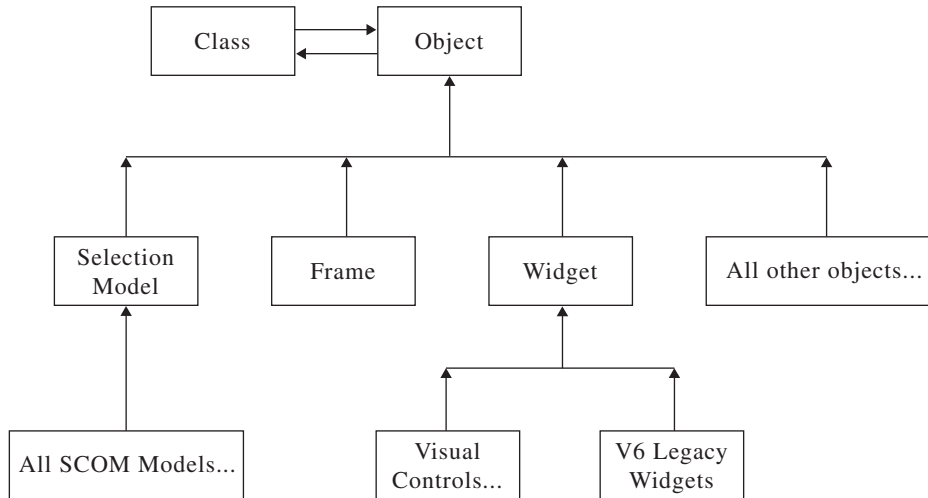 Class
Object
Selection
Model
Frame
Widget
All other objects...
All SCOM Models...
Visual
Controls...
V6 Legacy
Widgets